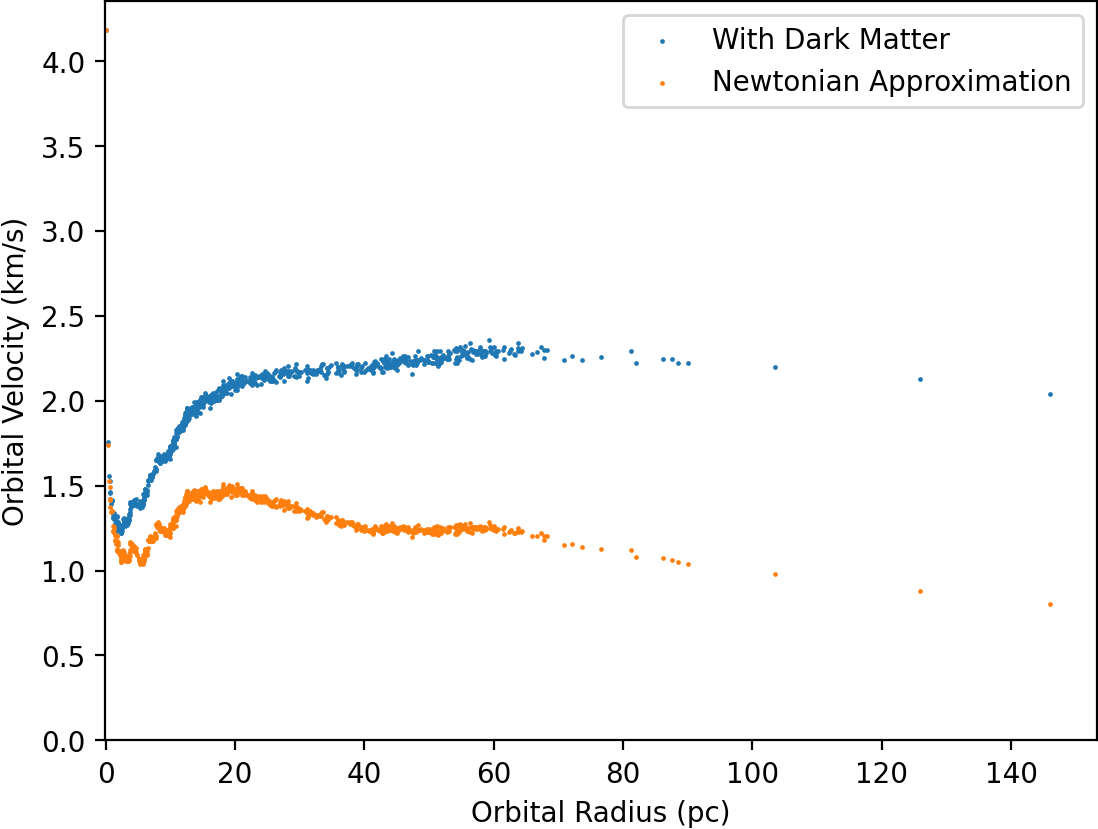 With Dark Matter
Newtonian Approximation
Orbital Velocity (km/s)
4.0
3.5
3.0
2.5
2.0
1.5
1.0
0.5
0.0
0 20 40 60 80 100 120 140
Orbital Radius (pc)